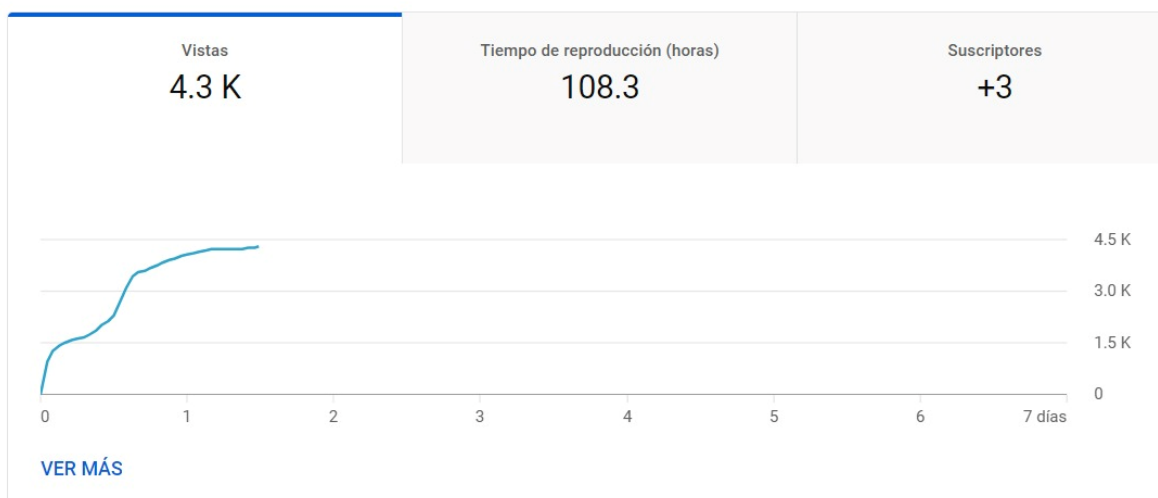 Vistas
4.3 K
Tiempo de reproducción (horas)
108.3
Suscriptores
+3
4.5 K
3.0 K
1.5 K
0
0 1 2 3 4 5 6 7 días
VER MÁS